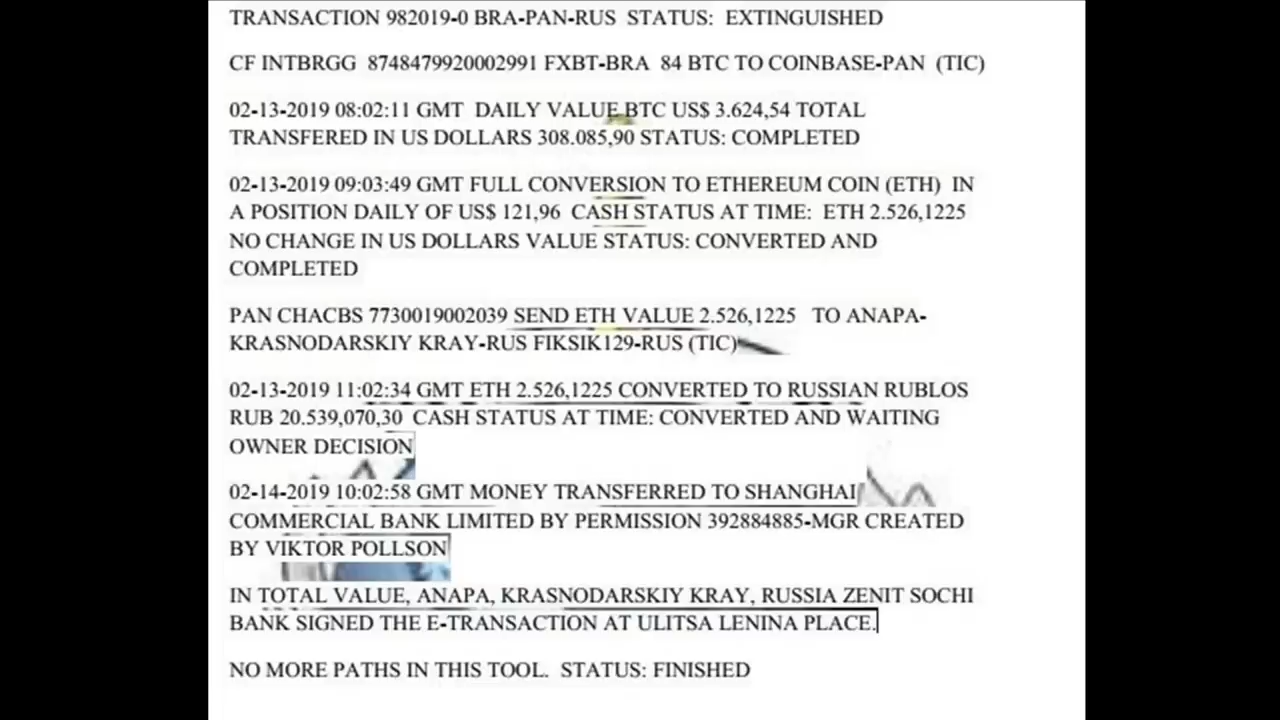 TRANSACTION 982019-0 BRA-PAN-RUS STATUS: EXTINGUISHED
CF INTBRGG 8748479920002991 FXBT-BRA 84 BTC TO COINBASE-PAN (TIC)
02-13-2019 08:02:11 GMT DAILY VALUE BTC US$ 3.624,54 TOTAL
TRANSFERED IN US DOLLARS 308.085,90 STATUS: COMPLETED
02-13-2019 09:03:49 GMT FULL CONVERSION TO ETHEREUM COIN (ETH) IN
A POSITION DAILY OF US$ 121,96 CASH STATUS AT TIME: ETH 2.526,1225
NO CHANGE IN US DOLLARS VALUE STATUS: CONVERTED AND
COMPLETED
PAN CHACBS 7730019002039 SEND ETH VALUE 2.526,1225 TO ANAPA-
KRASNODARSKIY KRAY-RUS FIKSIK129-RUS (TIC)
02-13-2019 11:02:34 GMT ETH 2.526,1225 CONVERTED TO RUSSIAN RUBLOS
RUB 20.539,070,30 CASH STATUS AT TIME: CONVERTED AND WAITING
OWNER DECISION
02-14-2019 10:02:58 GMT MONEY TRANSFERRED TO SHANGHAI
COMMERCIAL BANK LIMITED BY PERMISSION 392884885-MGR CREATED
BY VIKTOR POLLSON
IN TOTAL VALUE, ANAPA, KRASNODARSKIY KRAY, RUSSIA ZENIT SOCHI
BANK SIGNED THE E-TRANSACTION AT ULITSA LENINA PLACE.
NO MORE PATHS IN THIS TOOL. STATUS: FINISHED